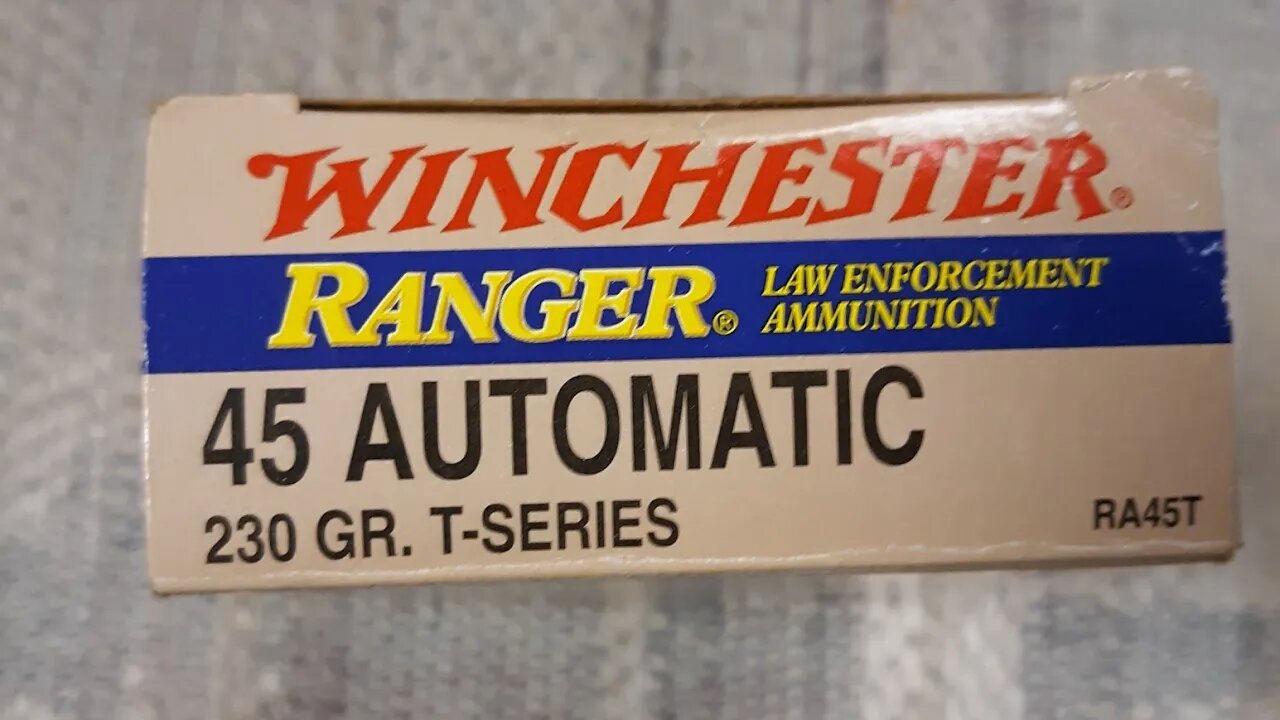 WINCHESTER®
RANGER® LAW ENFORCEMENT
AMMUNITION
45 AUTOMATIC
230 GR. T-SERIES RA45T